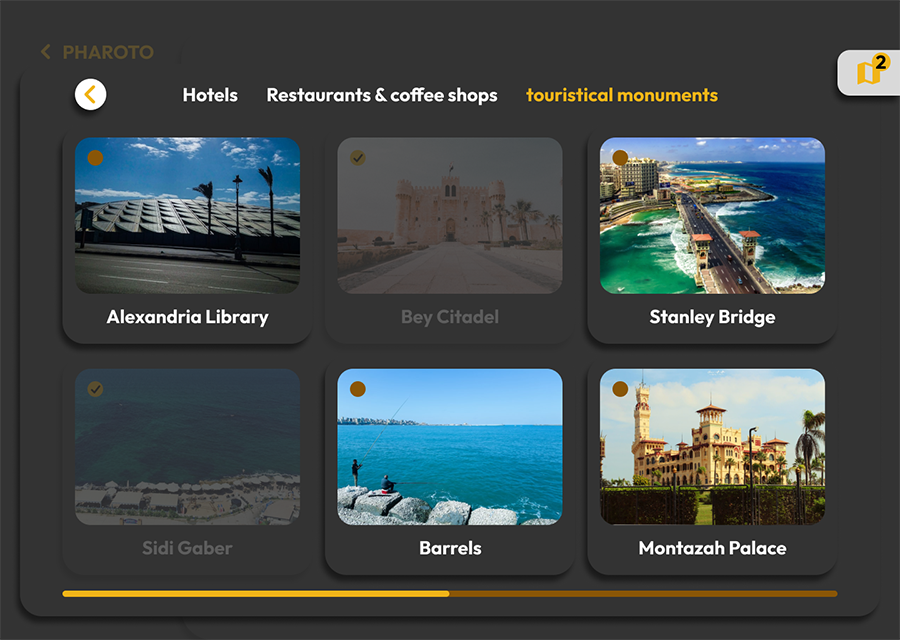 PHAROTO
2
Hotels Restaurants & coffee shops touristical monuments
Alexandria Library Bey Citadel Stanley Bridge
Sidi Gaber Barrels Montazah Palace